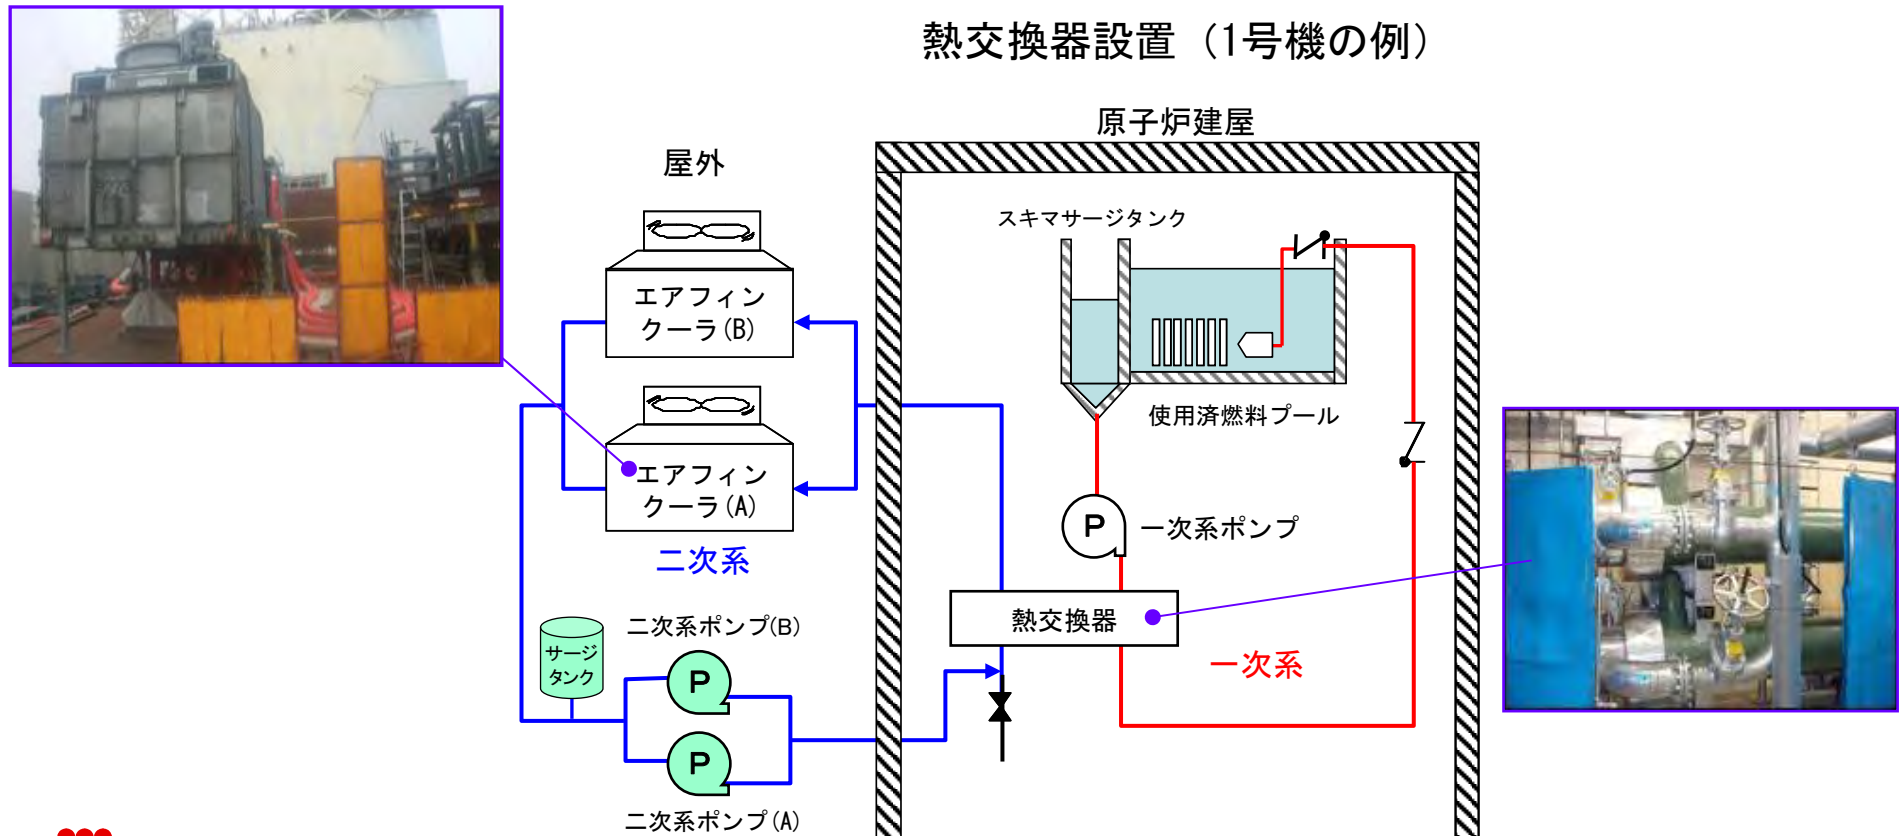 熱交換器設置（1号機の例）
原子炉建屋
屋外
スキマサージタンク
エアフィン
クーラ(B)
使用済燃料プール
エアフィン
クーラ(A)
P
一次系ポンプ
二次系
熱交換器
一次系
二次系ポンプ(B)
サージ
タンク
P
P
二次系ポンプ(A)